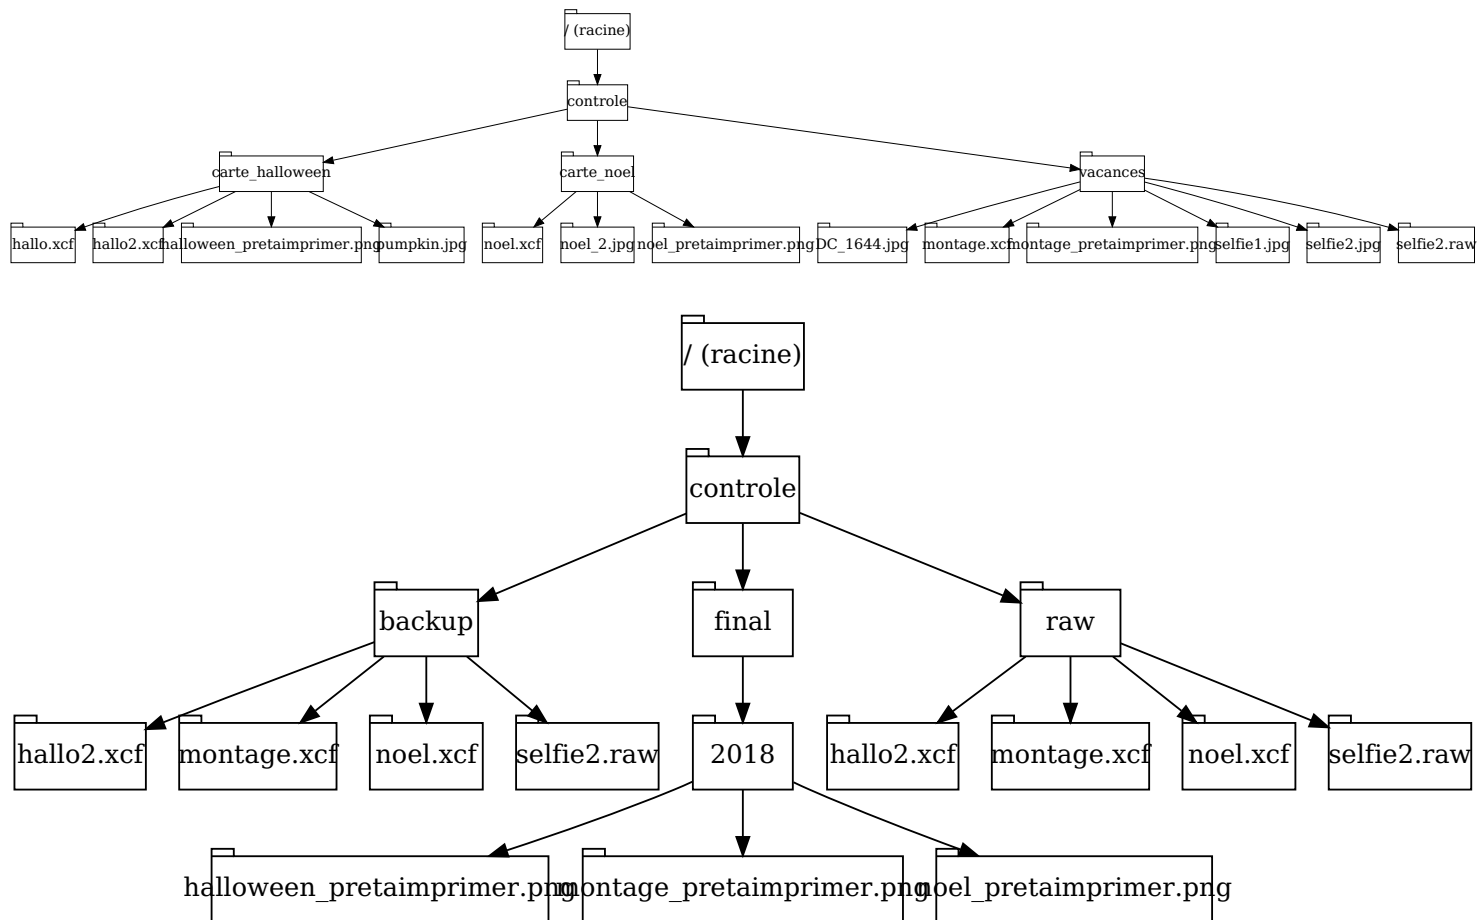 / (racine)
controle
carte_halloween
carte_noel
vacances
hallo.xcf
hallo2.xcf
halloween_pretaimprimer.png
pumpkin.jpg
noel.xcf
noel_2.jpg
noel_pretaimprimer.png
DC_1644.jpg
montage.xcf
montage_pretaimprimer.png
selfie1.jpg
selfie2.jpg
selfie2.raw
/ (racine)
controle
backup
final
raw
hallo2.xcf
montage.xcf
noel.xcf
selfie2.raw
2018
hallo2.xcf
montage.xcf
noel.xcf
selfie2.raw
halloween_pretaimprimer.png
montage_pretaimprimer.png
noel_pretaimprimer.png